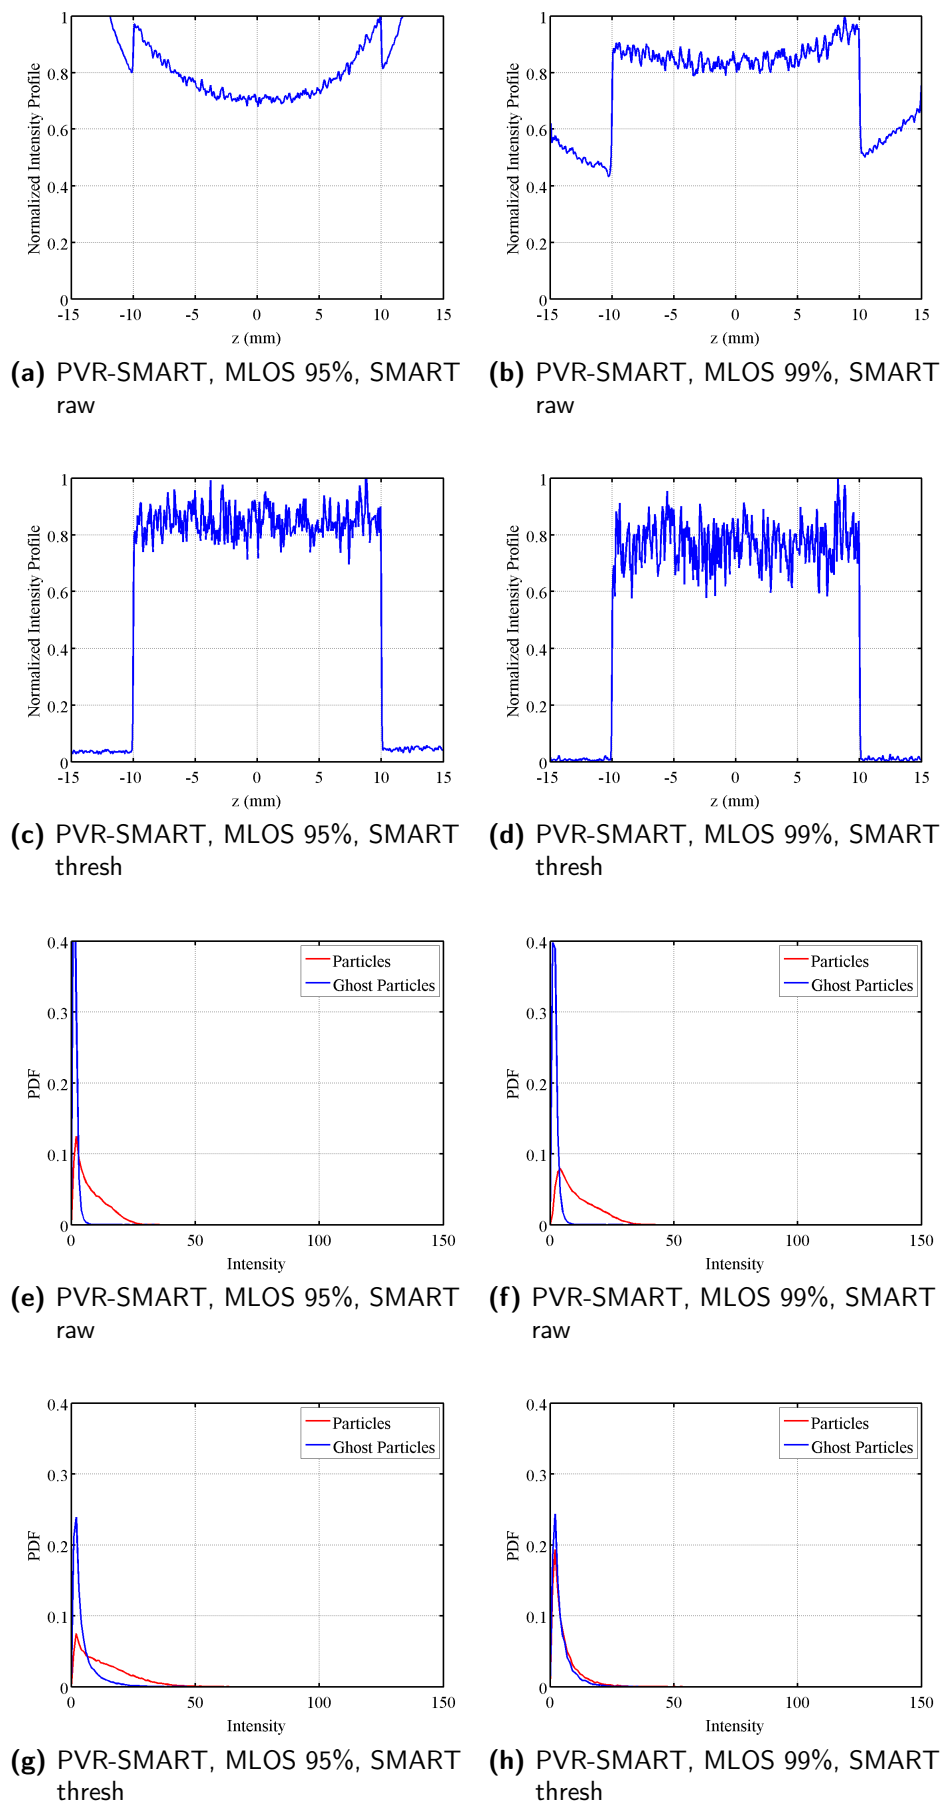 1
0.8
0.6
0.4
0.2
0
-15 -10 -5 0 5 10 15
z (mm)
Normalized Intensity Profile
1
0.8
0.6
0.4
0.2
0
-15 -10 -5 0 5 10 15
z (mm)
Normalized Intensity Profile
(a) PVR-SMART, MLOS 95%, SMART
raw
(b) PVR-SMART, MLOS 99%, SMART
raw
1
0.8
0.6
0.4
0.2
0
-15 -10 -5 0 5 10 15
z (mm)
Normalized Intensity Profile
1
0.8
0.6
0.4
0.2
0
-15 -10 -5 0 5 10 15
z (mm)
Normalized Intensity Profile
(c) PVR-SMART, MLOS 95%, SMART
thresh
(d) PVR-SMART, MLOS 99%, SMART
thresh
0.4
0.3
0.2
0.1
0
0 50 100 150
Intensity
PDF
Particles
Ghost Particles
0.4
0.3
0.2
0.1
0
0 50 100 150
Intensity
PDF
Particles
Ghost Particles
(e) PVR-SMART, MLOS 95%, SMART
raw
(f) PVR-SMART, MLOS 99%, SMART
raw
0.4
0.3
0.2
0.1
0
0 50 100 150
Intensity
PDF
Particles
Ghost Particles
0.4
0.3
0.2
0.1
0
0 50 100 150
Intensity
PDF
Particles
Ghost Particles
(g) PVR-SMART, MLOS 95%, SMART
thresh
(h) PVR-SMART, MLOS 99%, SMART
thresh